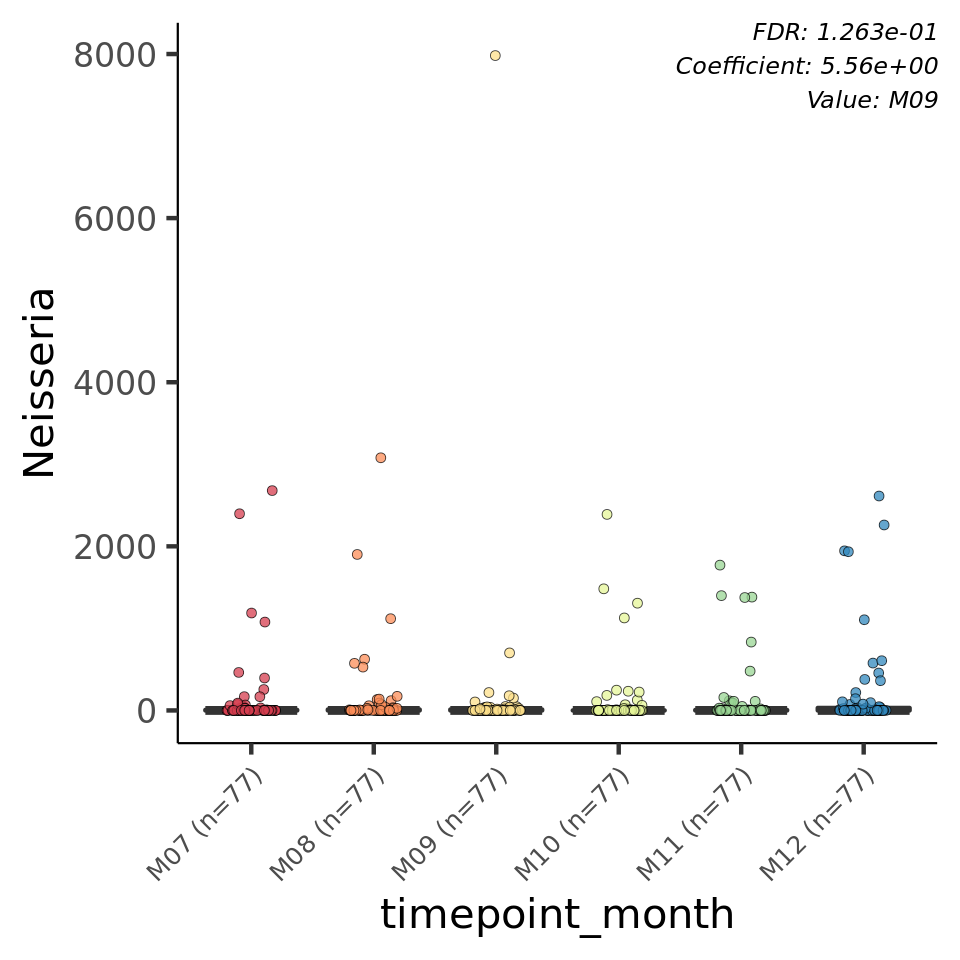 FDR: 1.263e-01
Coefficient: 5.56e+00
Value: M09
8000
6000
4000
2000
0
Neisseria
M07 (n=77)
M08 (n=77)
M09 (n=77)
M10 (n=77)
M11 (n=77)
M12 (n=77)
timepoint_month